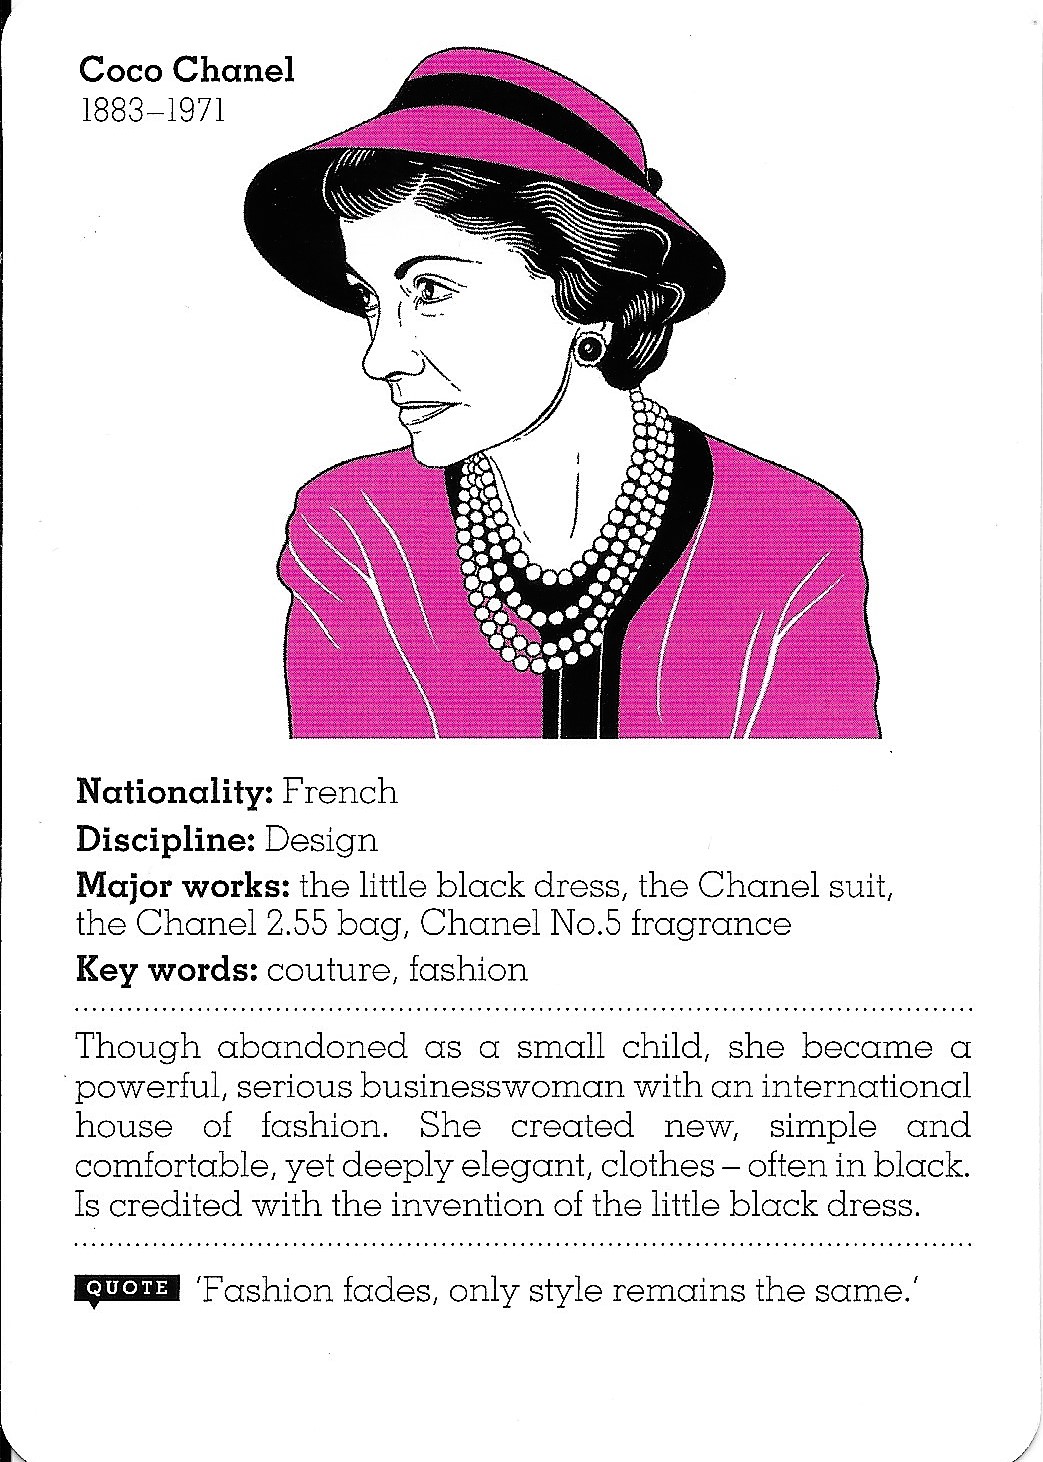 Coco Chanel
1883–1971
Nationality: French
Discipline: Design
Major works: the little black dress, the Chanel suit,
the Chanel 2.55 bag, Chanel No.5 fragrance
Key words: couture, fashion
Though abandoned as a small child, she became a
powerful, serious businesswoman with an international
house of fashion. She created new, simple and
comfortable, yet deeply elegant, clothes – often in black.
Is credited with the invention of the little black dress.
QUOTE 'Fashion fades, only style remains the same.'